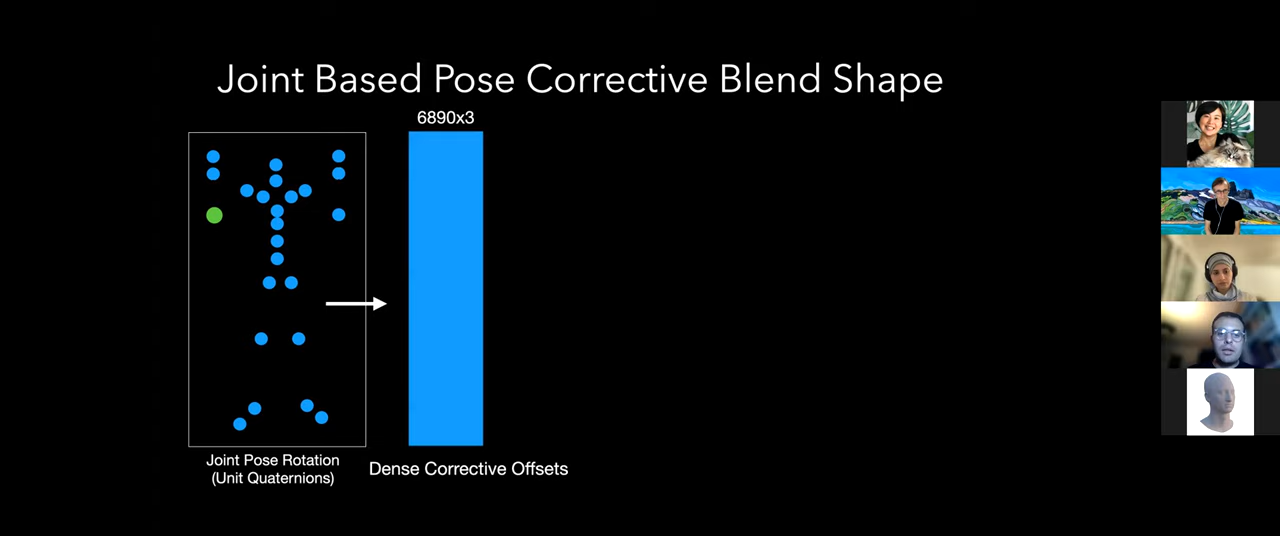 Joint Based Pose Corrective Blend Shape
6890x3
Joint Pose Rotation
(Unit Quaternions)
Dense Corrective Offsets